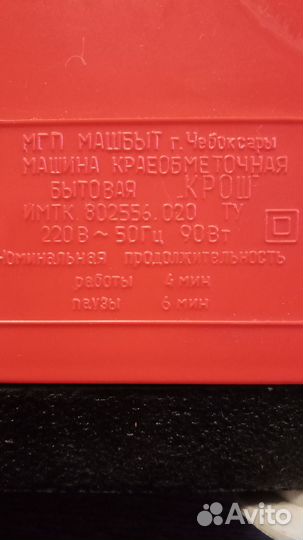 МГП МАШБЫТ г. Чебоксары
МАШИНА КРАЕОБМЕТОЧНАЯ
БЫТОВАЯ "КРОШ"
ИМТК. 802556.020 ТУ
220 В ~ 50Гц 90Вт
Номинальная продолжительность
работы 4 мин
паузы 6 мин
Avito